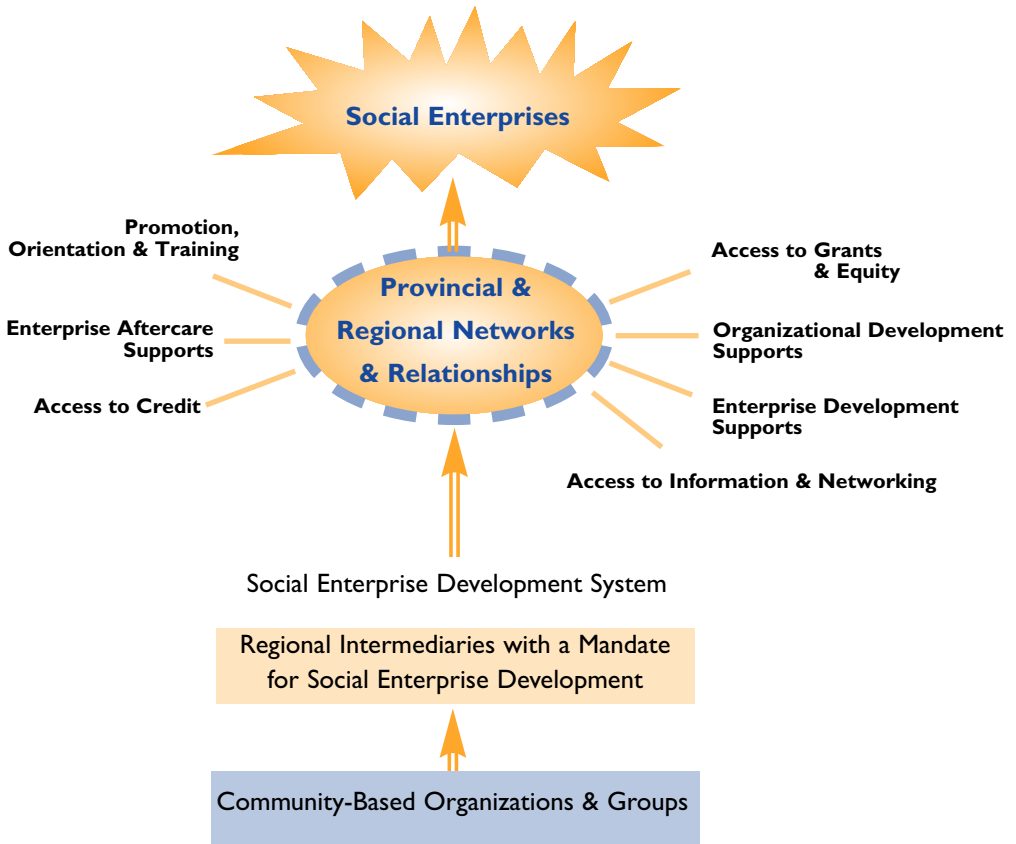 Social Enterprises
Promotion,
Orientation & Training
Enterprise Aftercare
Supports
Access to Credit
Provincial &
Regional Networks
& Relationships
Access to Grants
& Equity
Organizational Development
Supports
Enterprise Development
Supports
Access to Information & Networking
Social Enterprise Development System
Regional Intermediaries with a Mandate
for Social Enterprise Development
Community-Based Organizations & Groups